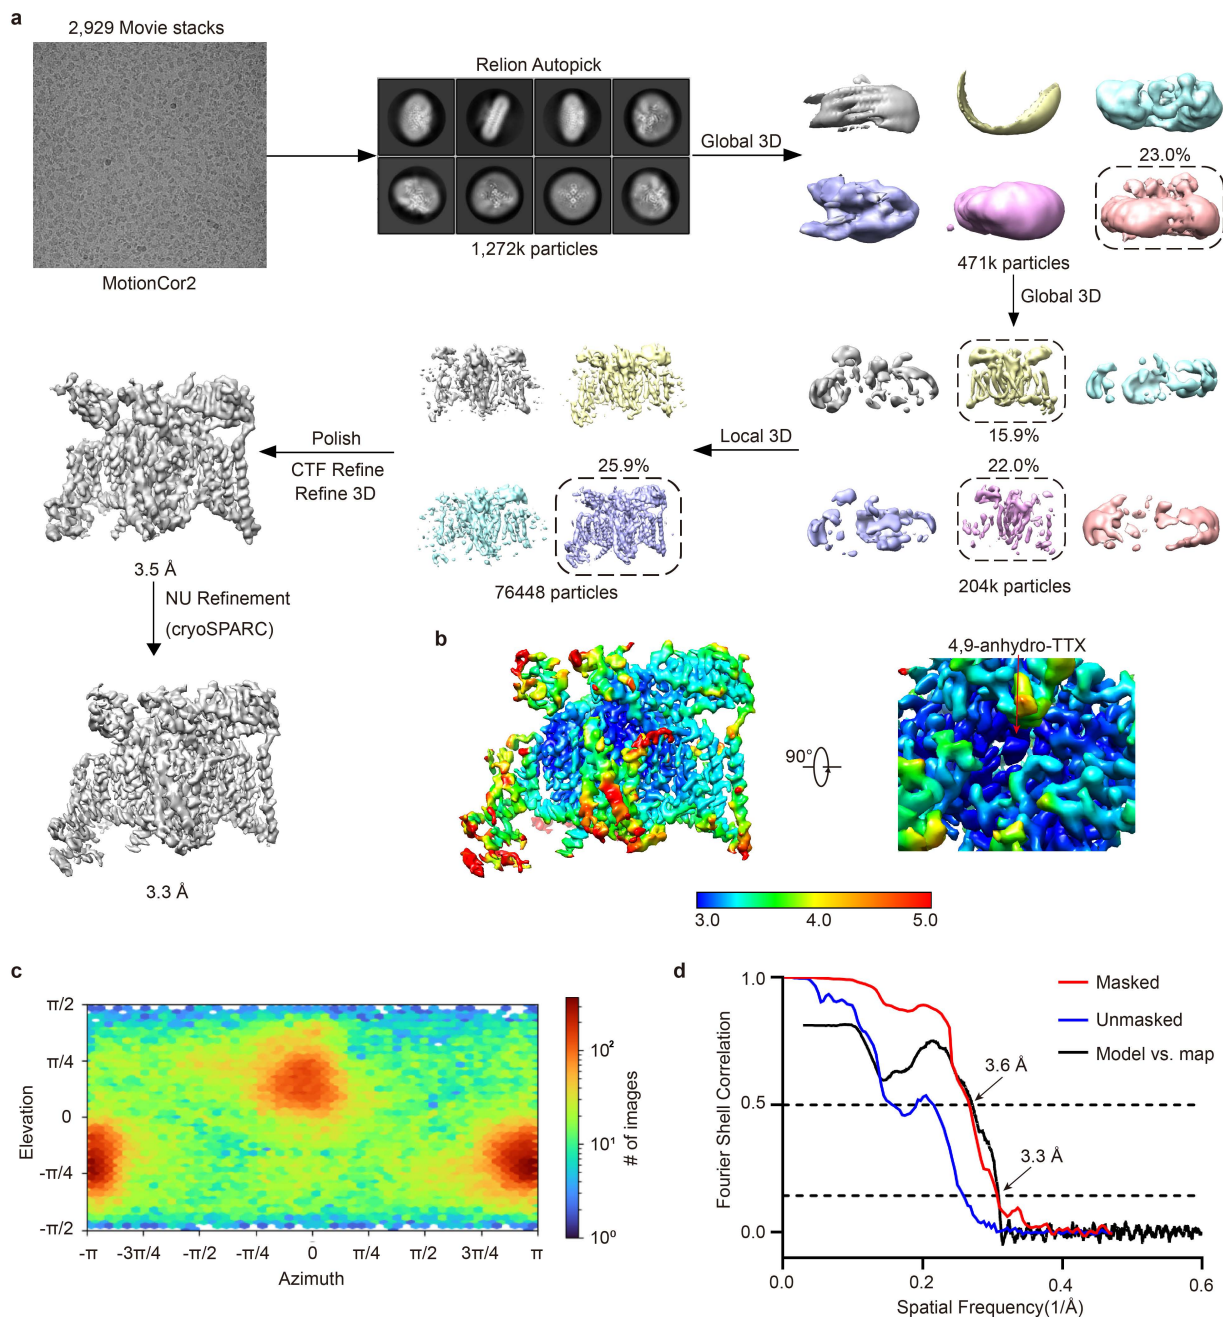 a
2,929 Movie stacks
MotionCor2
Relion Autopick
1,272k particles
Global 3D
23.0%
471k particles
Global 3D
15.9%
22.0%
204k particles
Local 3D
25.9%
76448 particles
Polish
CTF Refine
Refine 3D
3.5 Å
NU Refinement
(cryoSPARC)
3.3 Å
b
4,9-anhydro-TTX
90°
3.0 4.0 5.0
c
Elevation
π/2
π/4
0
-π/4
-π/2
-π -3π/4 -π/2 -π/4 0 π/4 π/2 3π/4 π
Azimuth
# of images
10²
10¹
10⁰
d
Fourier Shell Correlation
1.0
0.5
0.0
0.0 0.2 0.4 0.6
Spatial Frequency(1/Å)
Masked
Unmasked
Model vs. map
3.6 Å
3.3 Å